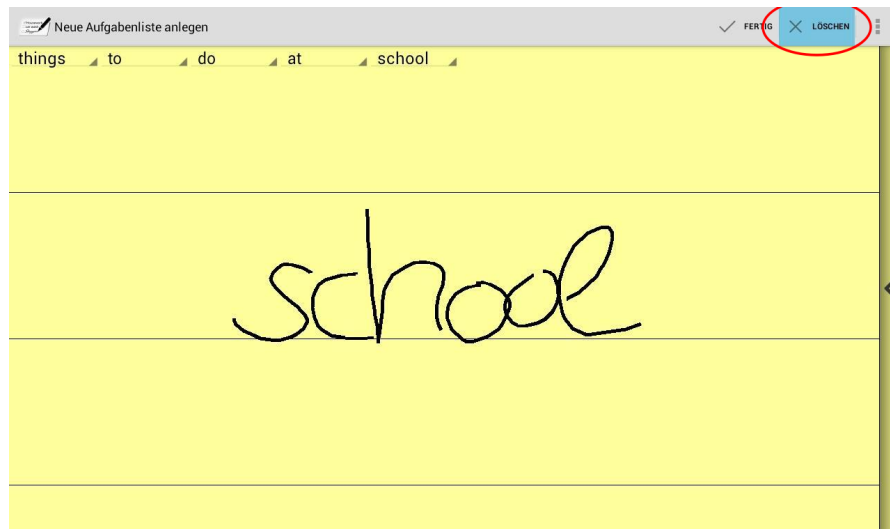 Neue Aufgabenliste anlegen FERTIG LÖSCHEN
things to do at school
school